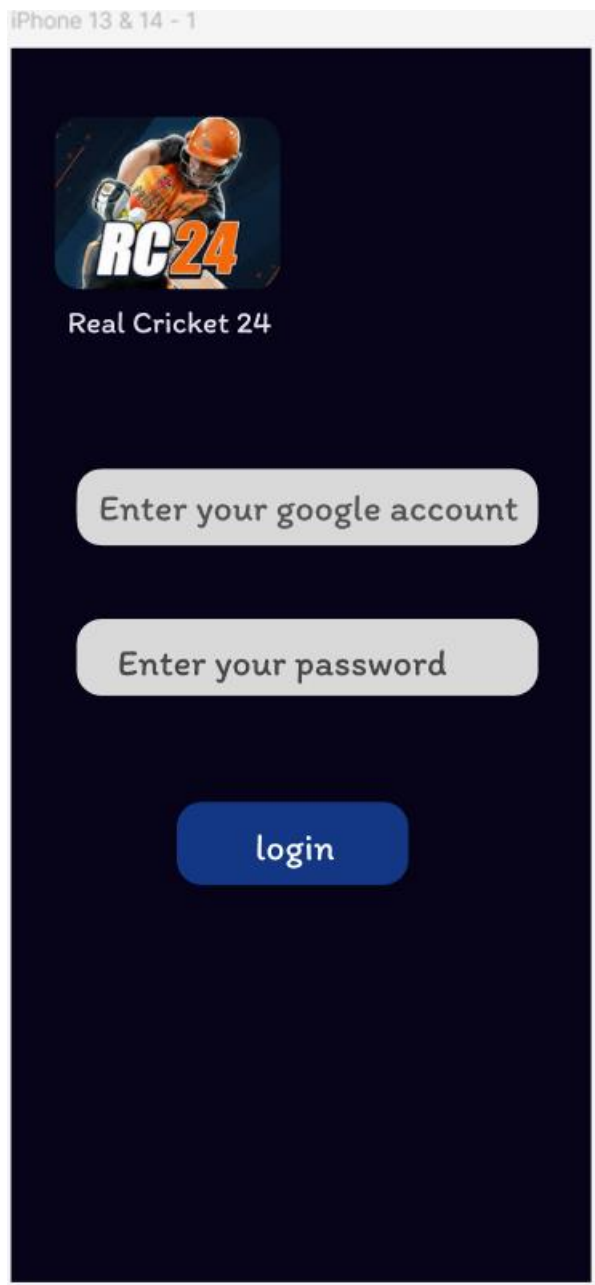 iPhone 13 & 14 - 1
RC24
Real Cricket 24
Enter your google account
Enter your password
login